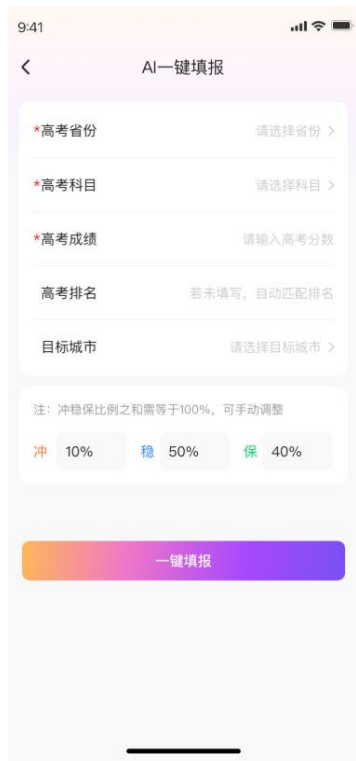 9:41
AI一键填报
*高考省份 请选择省份 >
*高考科目 请选择科目 >
*高考成绩 请输入高考分数
高考排名 若未填写，自动匹配排名
目标城市 请选择目标城市 >
注：冲稳保比例之和需等于100%，可手动调整
冲 10% 稳 50% 保 40%
一键填报